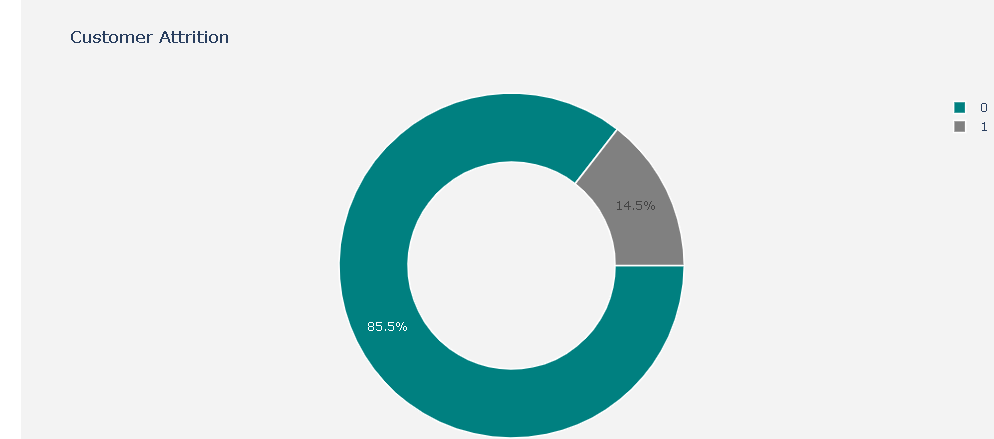 Customer Attrition
0
1
14.5%
85.5%